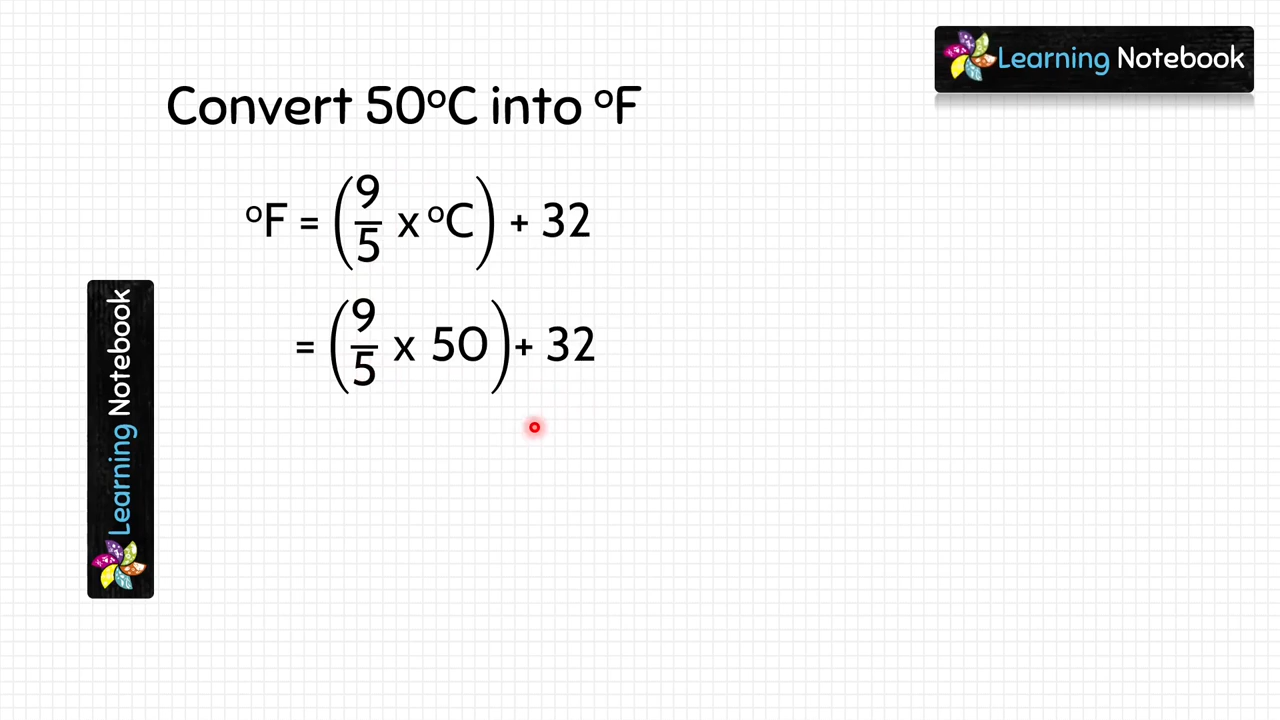 Learning Notebook
Convert 50°C into °F
°F = (9/5 x °C) + 32
= (9/5 x 50) + 32
Learning Notebook